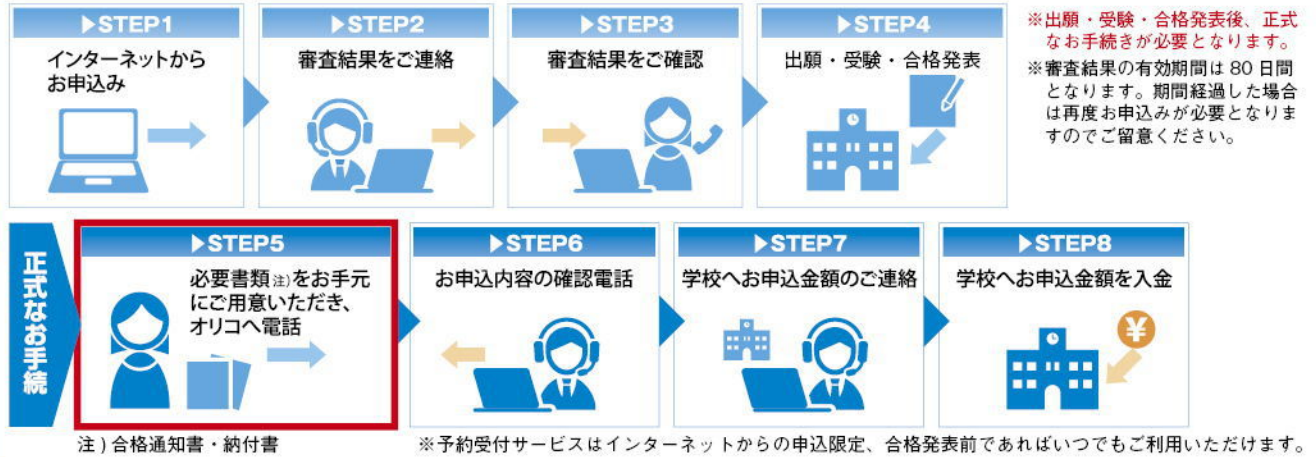 ▶STEP1
インターネットから
お申込み
▶STEP2
審査結果をご連絡
▶STEP3
審査結果をご確認
▶STEP4
出願・受験・合格発表
※出願・受験・合格発表後、正式
なお手続きが必要となります。
※審査結果の有効期間は 80 日間
となります。期間経過した場合
は再度お申込みが必要となりま
すのでご留意ください。
正式なお手続
▶STEP5
必要書類注)をお手元
にご用意いただき、
オリコへ電話
▶STEP6
お申込内容の確認電話
▶STEP7
学校へお申込金額のご連絡
▶STEP8
学校へお申込金額を入金
¥
注 ) 合格通知書・納付書
※予約受付サービスはインターネットからの申込限定、合格発表前であればいつでもご利用いただけます。